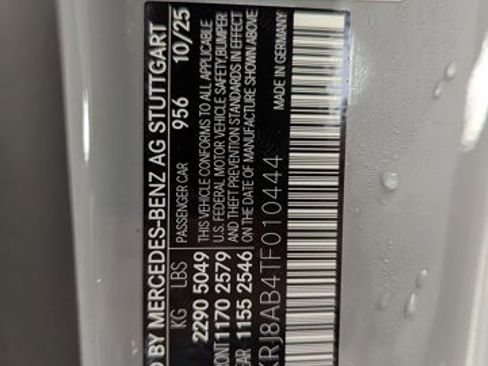 D BY MERCEDES-BENZ AG STUTTGART
KG LBS PASSENGER CAR 956 10/25
2290 5049 THIS VEHICLE CONFORMS TO ALL APPLICABLE
RONT 1170 2579 U.S. FEDERAL MOTOR VEHICLE SAFETY,BUMPER
AR 1155 2546 AND THEFT PREVENTION STANDARDS IN EFFECT
ON THE DATE OF MANUFACTURE SHOWN ABOVE
KRJ8AB4TF010444 MADE IN GERMANY